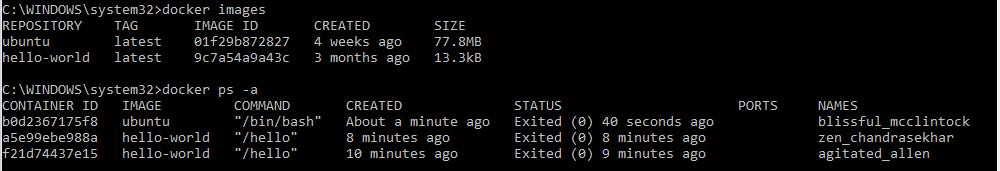 C:\WINDOWS\system32>docker images
REPOSITORY TAG IMAGE ID CREATED SIZE
ubuntu latest 01f29b872827 4 weeks ago 77.8MB
hello-world latest 9c7a54a9a43c 3 months ago 13.3kB
C:\WINDOWS\system32>docker ps -a
CONTAINER ID IMAGE COMMAND CREATED STATUS PORTS NAMES
b0d2367175f8 ubuntu "/bin/bash" About a minute ago Exited (0) 40 seconds ago blissful_mcclintock
a5e99ebe988a hello-world "/hello" 8 minutes ago Exited (0) 8 minutes ago zen_chandrasekhar
f21d74437e15 hello-world "/hello" 10 minutes ago Exited (0) 9 minutes ago agitated_allen